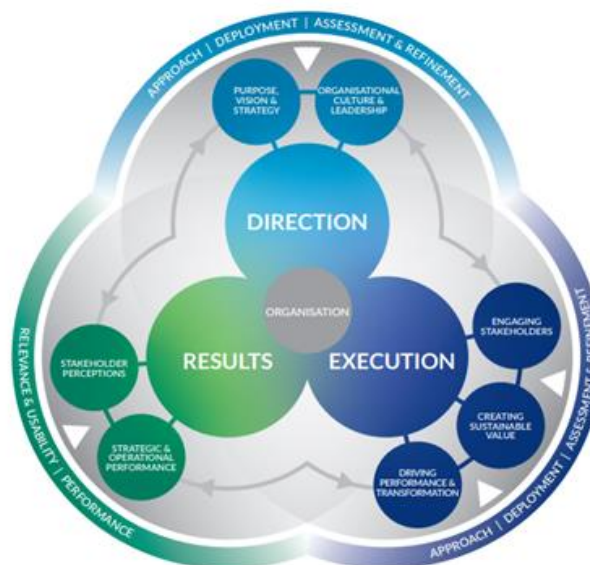 APPROACH | DEPLOYMENT | ASSESSMENT & REFINEMENT
PURPOSE,
VISION &
STRATEGY
ORGANISATIONAL
CULTURE &
LEADERSHIP
DIRECTION
ORGANISATION
RESULTS
EXECUTION
STAKEHOLDER
PERCEPTIONS
STRATEGIC &
OPERATIONAL
PERFORMANCE
ENGAGING
STAKEHOLDERS
CREATING
SUSTAINABLE
VALUE
DRIVING
PERFORMANCE &
TRANSFORMATION
RELEVANCE & USABILITY | PERFORMANCE
APPROACH | DEPLOYMENT | ASSESSMENT & REFINEMENT